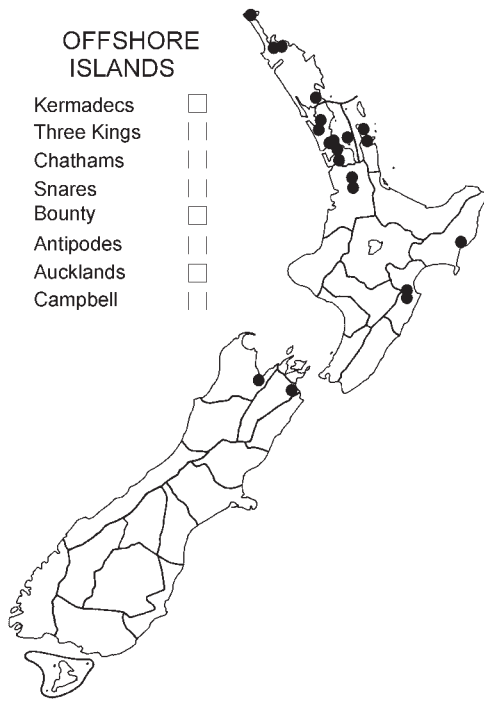 OFFSHORE
ISLANDS
Kermadecs
Three Kings
Chathams
Snares
Bounty
Antipodes
Aucklands
Campbell